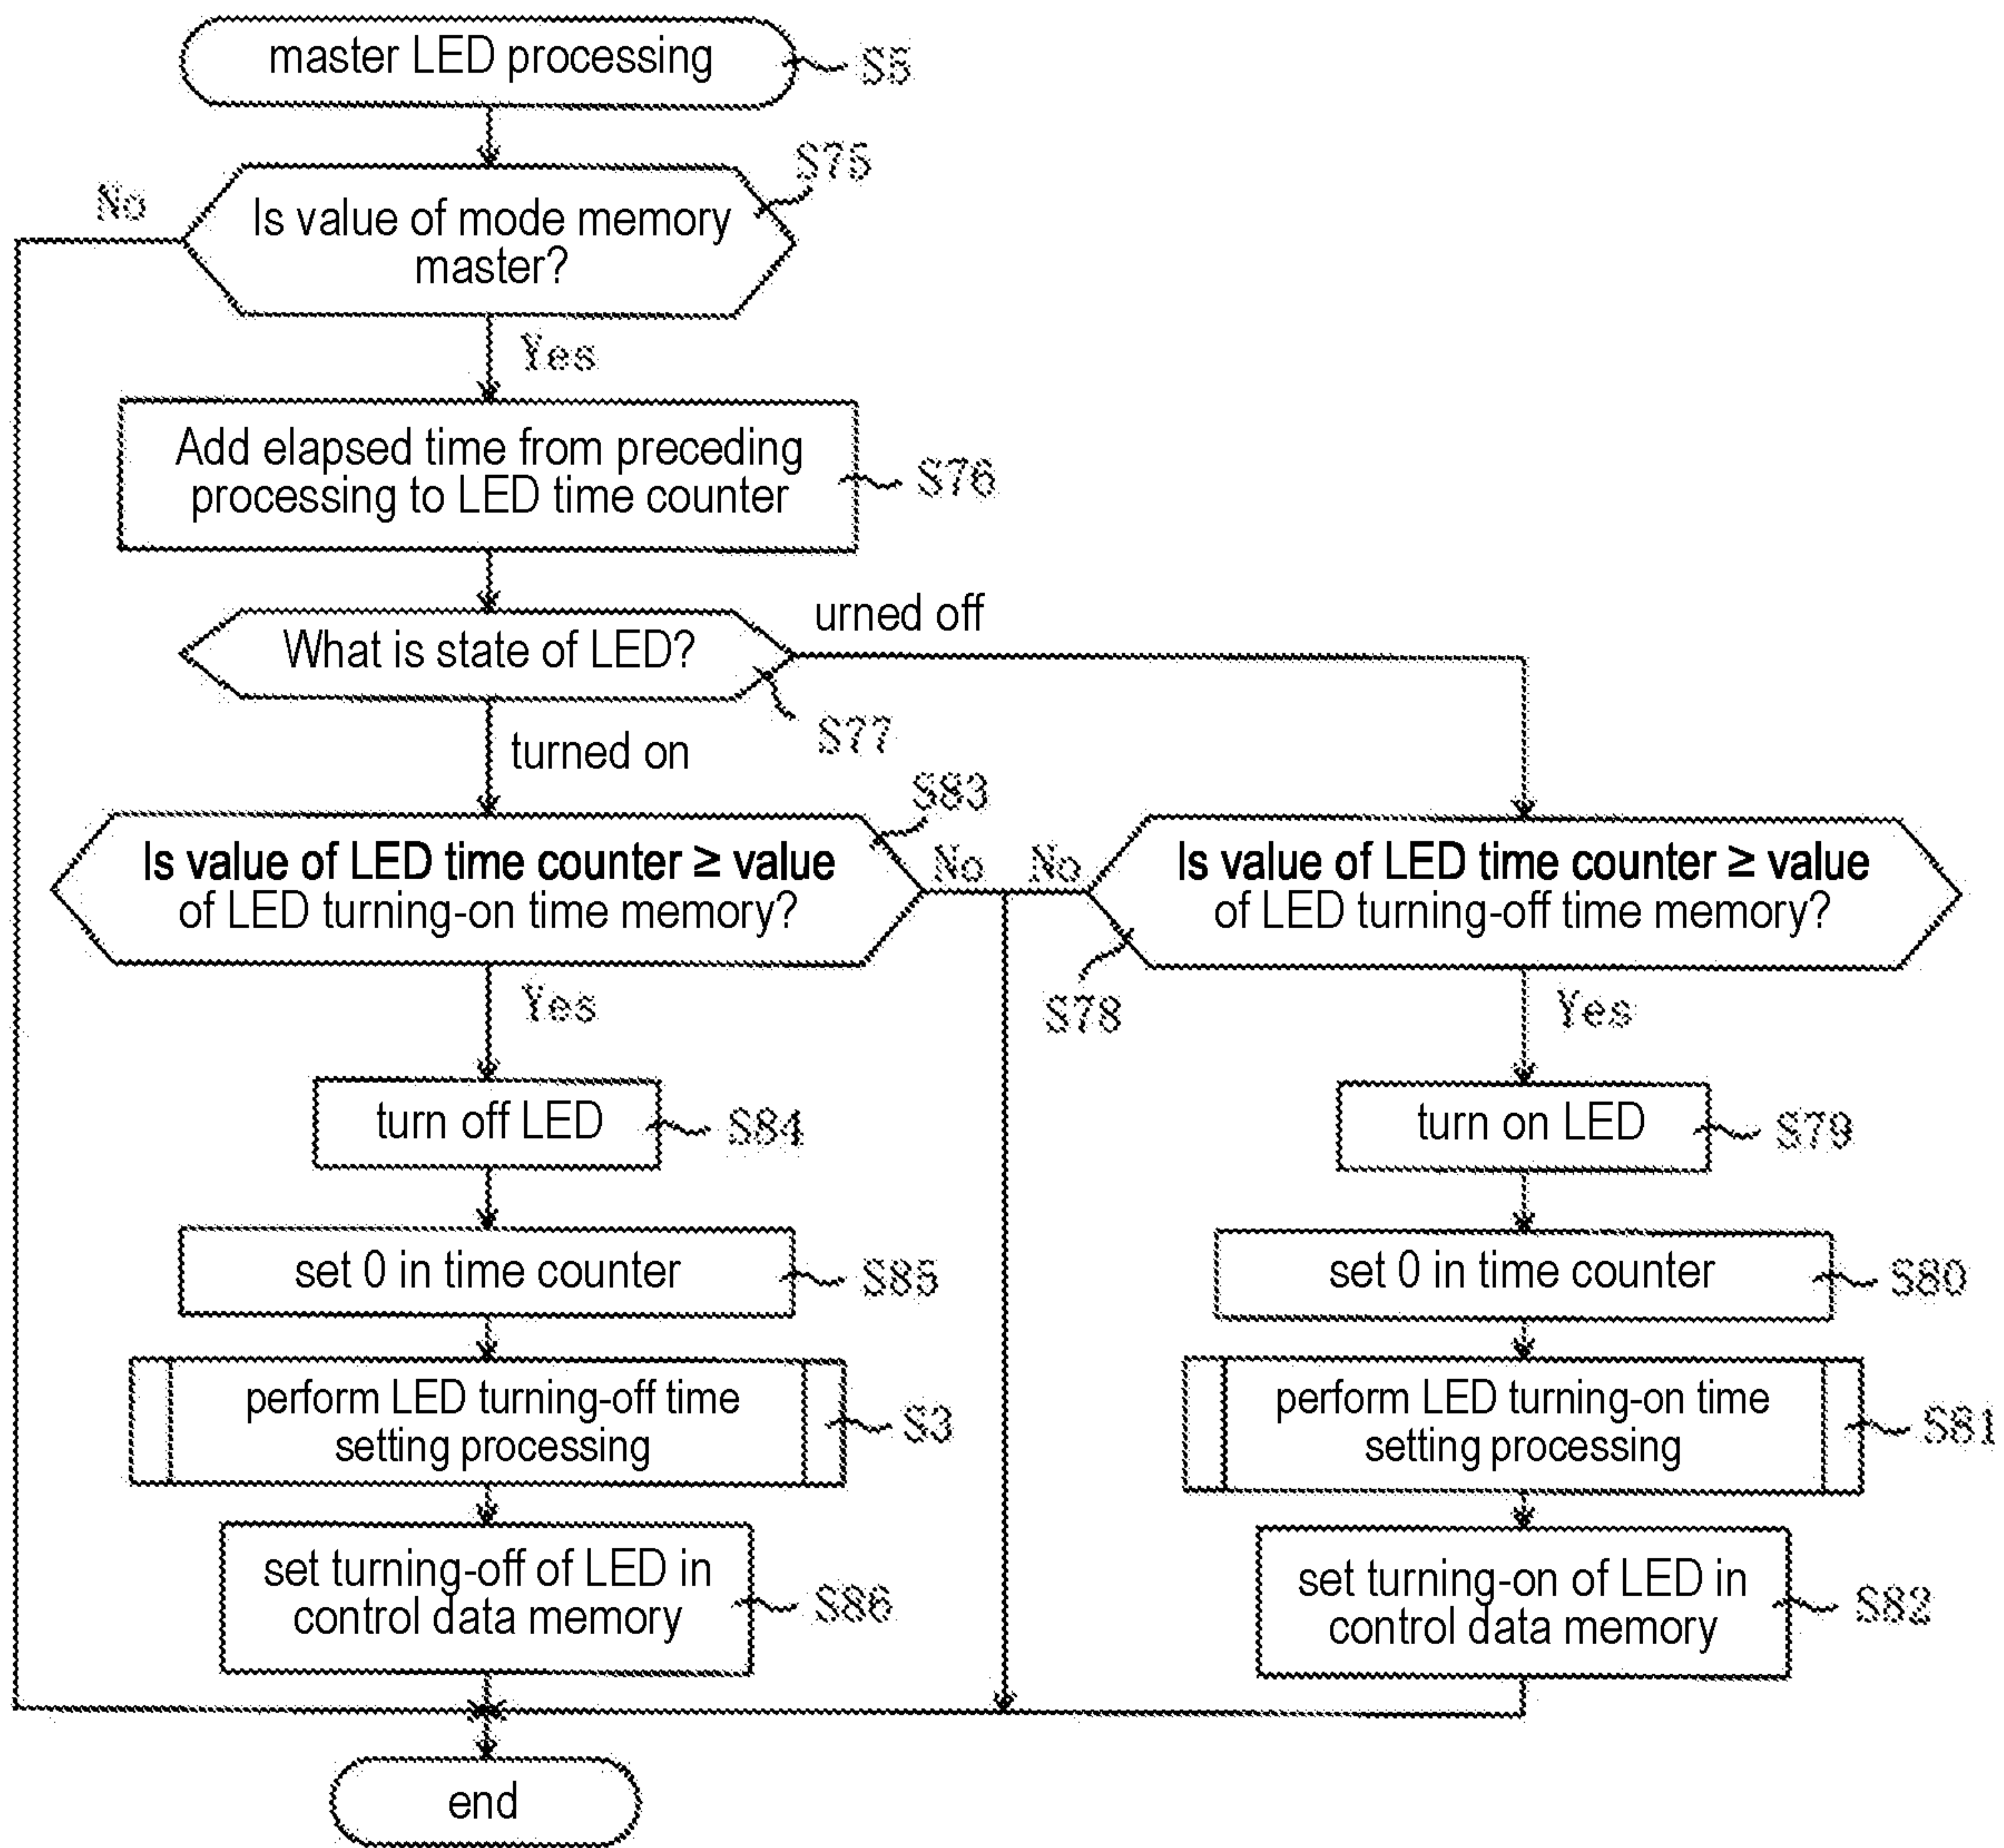 master LED processing
S5
S75
No
Is value of mode memory
master?
Yes
Add elapsed time from preceding
processing to LED time counter
S76
urned off
What is state of LED?
S77
turned on
S83
Is value of LED time counter ≥ value
of LED turning-on time memory?
No
No
Is value of LED time counter ≥ value
of LED turning-off time memory?
S78
Yes
Yes
turn off LED
S84
turn on LED
S79
set 0 in time counter
S85
set 0 in time counter
S80
perform LED turning-off time
setting processing
S3
perform LED turning-on time
setting processing
S81
set turning-off of LED in
control data memory
S86
set turning-on of LED in
control data memory
S82
end